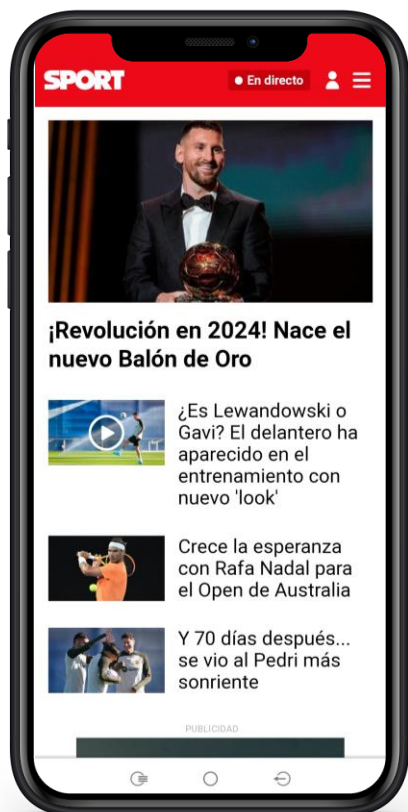 SPORT
En directo
¡Revolución en 2024! Nace el
nuevo Balón de Oro
¿Es Lewandowski o
Gavi? El delantero ha
aparecido en el
entrenamiento con
nuevo 'look'
Crece la esperanza
con Rafa Nadal para
el Open de Australia
Y 70 días después...
se vio al Pedri más
sonriente
PUBLICIDAD